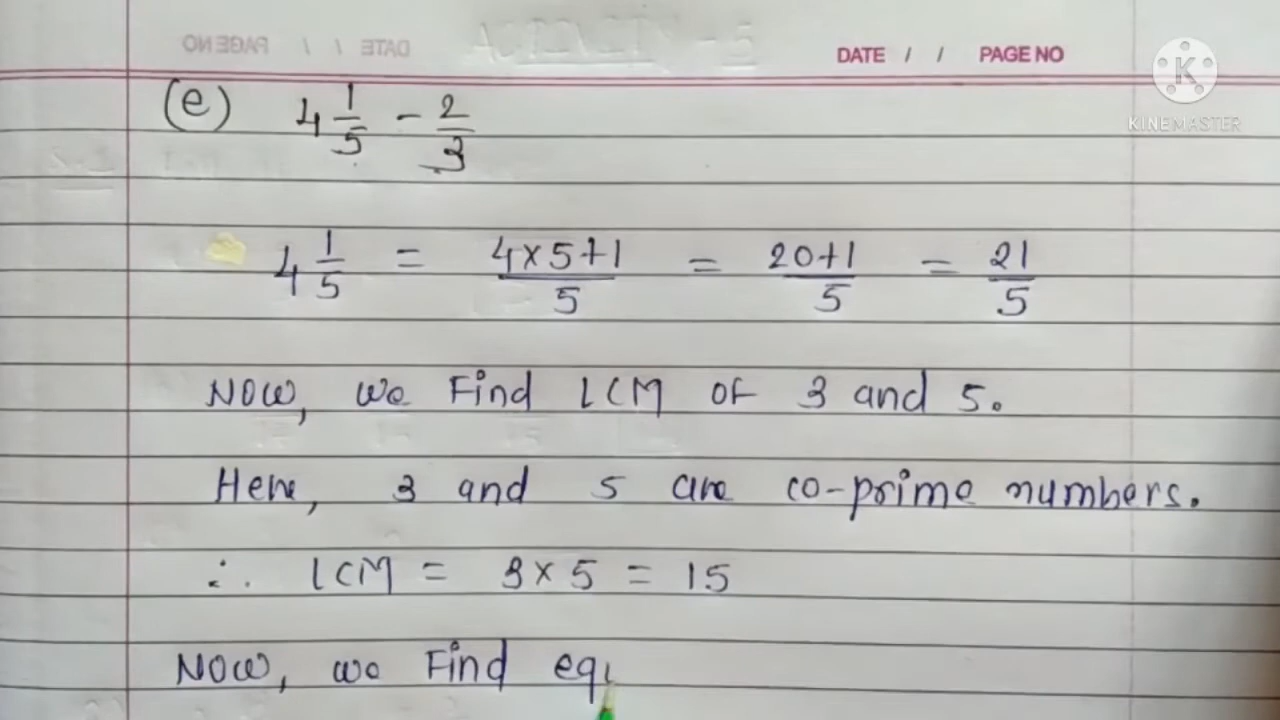 DATE / / PAGE NO
K
KINEMASTER
(e) 4 1/5 - 2/3
4 1/5 = 4×5+1/5 = 20+1/5 = 21/5
Now, we Find LCM of 3 and 5.
Here, 3 and 5 are co-prime numbers.
∴ LCM = 3×5 = 15
Now, we Find equ